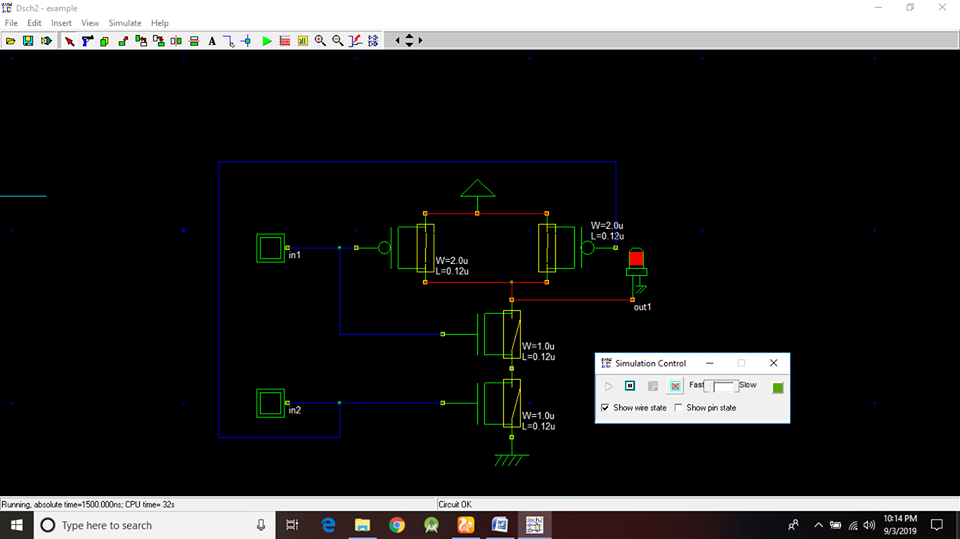 Dsch2 - example
File Edit Insert View Simulate Help
A
W=2.0u
L=0.12u
in1
W=2.0u
L=0.12u
out1
W=1.0u
L=0.12u
Simulation Control
Fast Slow
Show wire state Show pin state
in2
W=1.0u
L=0.12u
Running, absolute time=1500.000ns; CPU time= 32s
Circuit OK
Type here to search
10:14 PM
9/3/2019